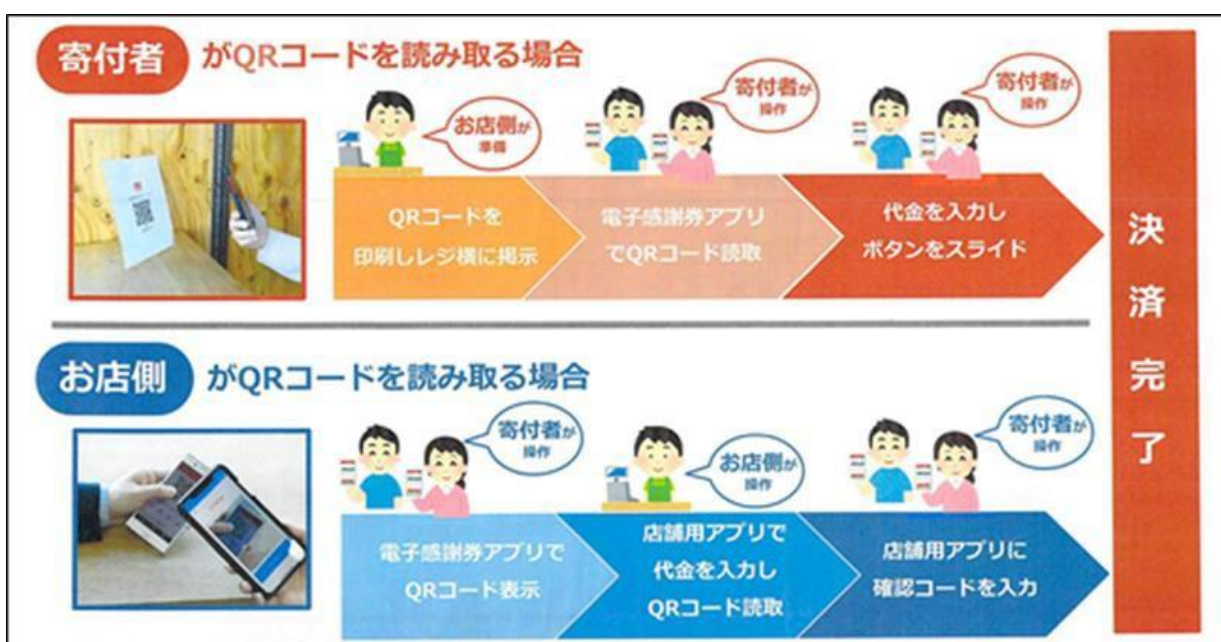 寄付者 がQRコードを読み取る場合
お店側が
準備
寄付者が
操作
寄付者が
操作
QRコードを
印刷しレジ横に掲示
電子感謝券アプリ
でQRコード読取
代金を入力し
ボタンをスライド
お店側 がQRコードを読み取る場合
寄付者が
操作
お店側が
操作
寄付者が
操作
電子感謝券アプリで
QRコード表示
店舗用アプリで
代金を入力し
QRコード読取
店舗用アプリに
確認コードを入力
決済完了